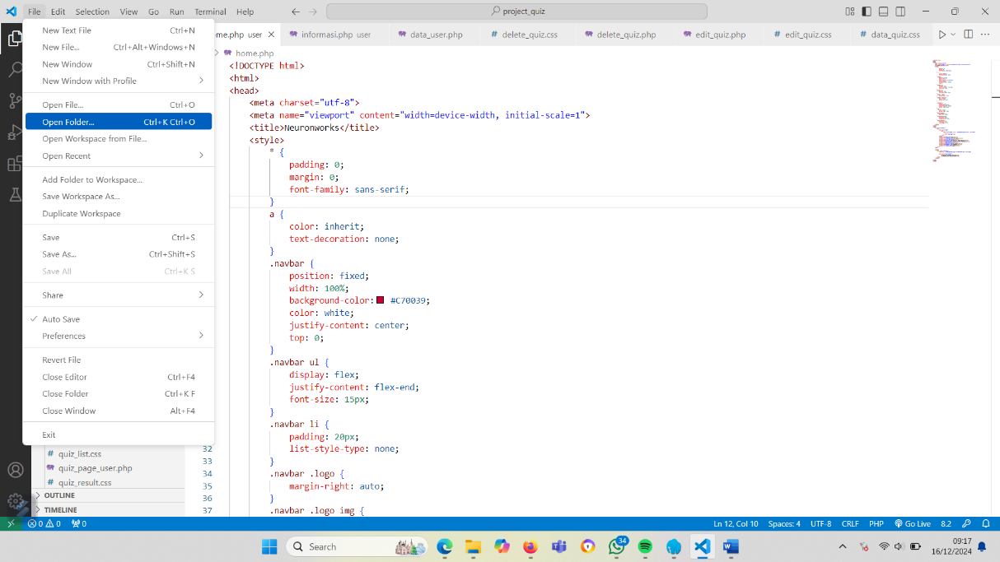 File Edit Selection View Go Run Terminal Help
project_quiz
New Text File Ctrl+N
New File... Ctrl+Alt+Windows+N
New Window Ctrl+Shift+N
New Window with Profile
Open File... Ctrl+O
Open Folder... Ctrl+K Ctrl+O
Open Workspace from File...
Open Recent
Add Folder to Workspace...
Save Workspace As...
Duplicate Workspace
Save Ctrl+S
Save As... Ctrl+Shift+S
Save All Ctrl+K S
Share
Auto Save
Preferences
Revert File
Close Editor Ctrl+F4
Close Folder Ctrl+K F
Close Window Alt+F4
Exit
quiz_list.css
quiz_page_user.php
quiz_result.css
OUTLINE
TIMELINE
ome.php user informasi.php user data_user.php delete_quiz.css delete_quiz.php edit_quiz.php edit_quiz.css data_quiz.css
home.php
<!DOCTYPE html>
<html>
<head>
<meta charset="utf-8">
<meta name="viewport" content="width=device-width, initial-scale=1">
<title>Neuronworks</title>
<style>
* {
padding: 0;
margin: 0;
font-family: sans-serif;
}
a {
color: inherit;
text-decoration: none;
}
.navbar {
position: fixed;
width: 100%;
background-color: #C70039;
color: white;
justify-content: center;
top: 0;
}
.navbar ul {
display: flex;
justify-content: flex-end;
font-size: 15px;
}
.navbar li {
padding: 20px;
32 list-style-type: none;
33 }
34 .navbar .logo {
35 margin-right: auto;
36 }
37 .navbar .logo img {
0 0 0
Ln 12, Col 10 Spaces: 4 UTF-8 CRLF PHP Go Live 8.2
Search
34
09:17
16/12/2024